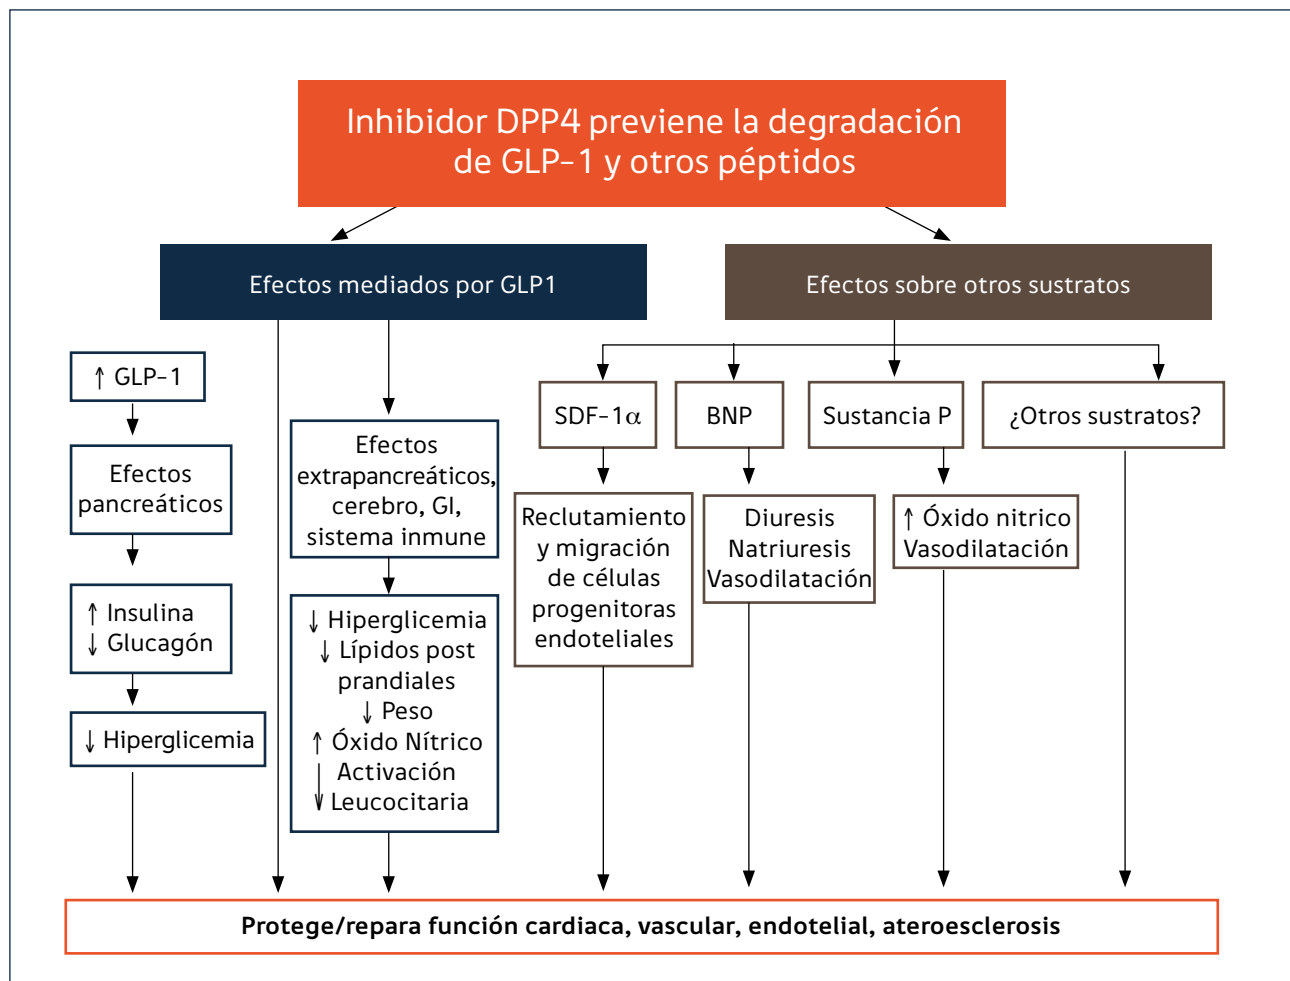 Inhibidor DPP4 previene la degradación
de GLP-1 y otros péptidos
Efectos mediados por GLP1
Efectos sobre otros sustratos
↑ GLP-1
Efectos
pancreáticos
↑ Insulina
↓ Glucagón
↓ Hiperglicemia
Efectos
extrapancreáticos,
cerebro, GI,
sistema inmune
↓ Hiperglicemia
↓ Lípidos post
prandiales
↓ Peso
↑ Óxido Nítrico
↓ Activación
Leucocitaria
SDF-1α
Reclutamiento
y migración
de células
progenitoras
endoteliales
BNP
Diuresis
Natriuresis
Vasodilatación
Sustancia P
↑ Óxido nitrico
Vasodilatación
¿Otros sustratos?
Protege/repara función cardiaca, vascular, endotelial, ateroesclerosis